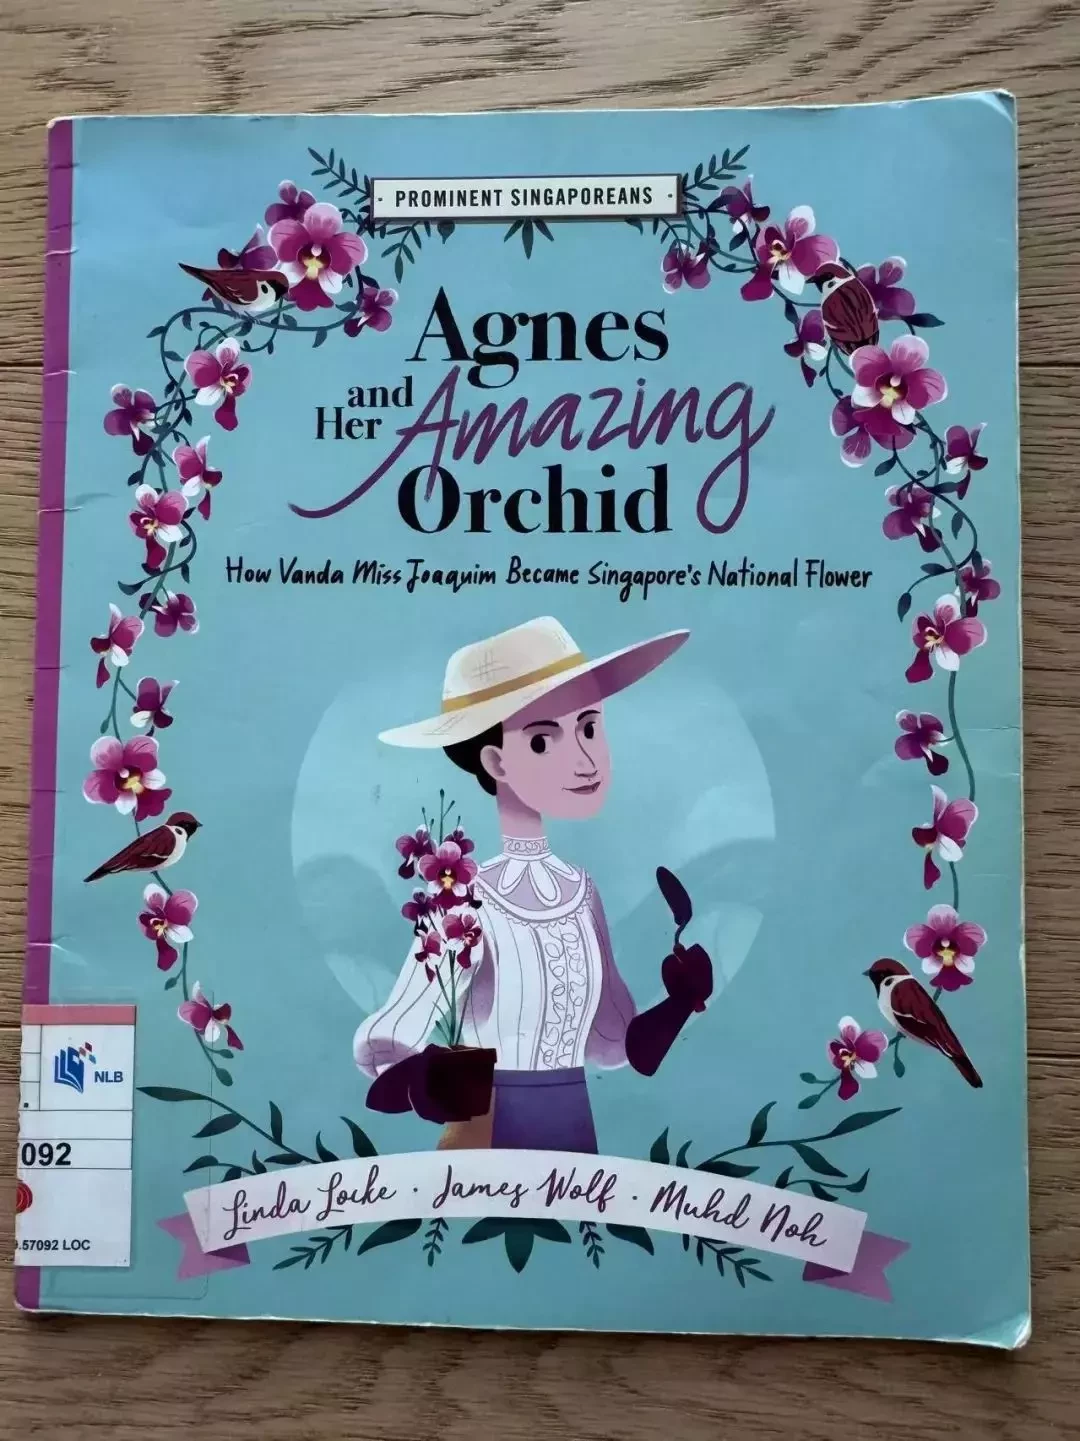 PROMINENT SINGAPOREANS
Agnes
and
Her Amazing
Orchid
How Vanda Miss Joaquim Became Singapore's National Flower
NLB
092
.57092 LOC
Linda Locke · James Wolf · Muhd Noh